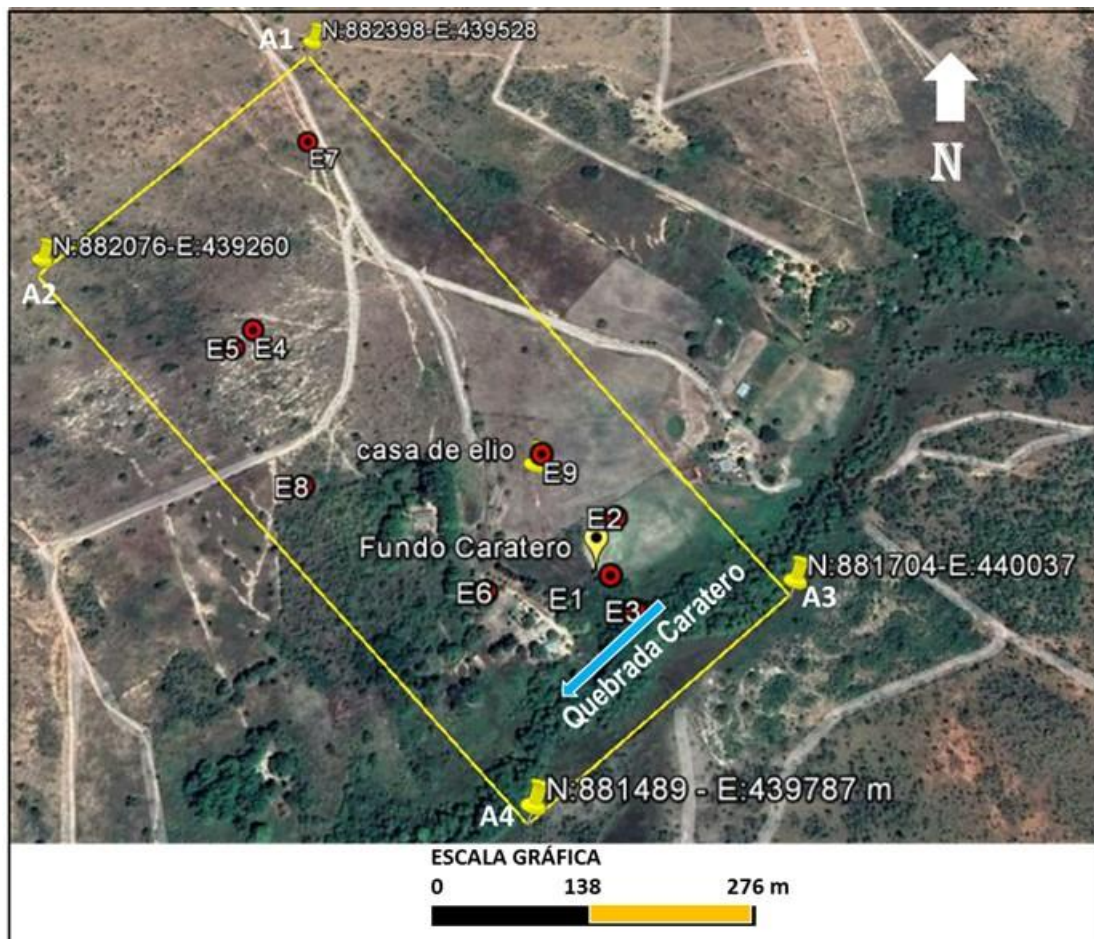 A1
N:882398-E:439528
N
E7
N:882076-E:439260
A2
E5
E4
casa de elio
E9
E8
E2
Fundo Caratero
N:881704-E:440037
A3
E6
E1
E3
Quebrada Caratero
N:881489 - E:439787 m
A4
ESCALA GRÁFICA
0 138 276 m